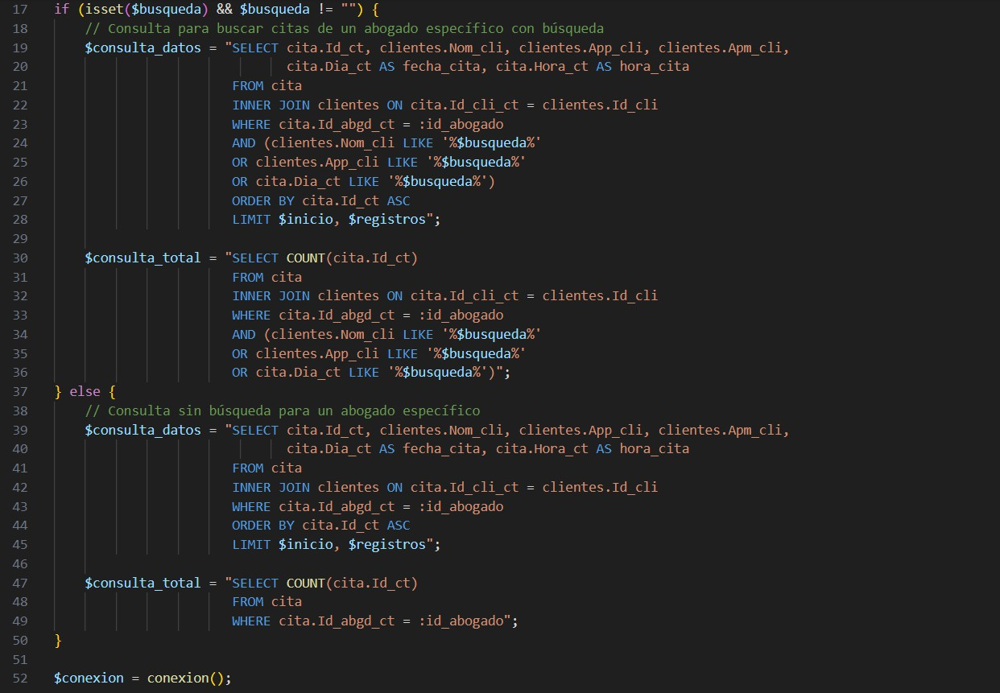 17 if (isset($busqueda) && $busqueda != "") {
18 // Consulta para buscar citas de un abogado específico con búsqueda
19 $consulta_datos = "SELECT cita.Id_ct, clientes.Nom_cli, clientes.App_cli, clientes.Apm_cli,
20 cita.Dia_ct AS fecha_cita, cita.Hora_ct AS hora_cita
21 FROM cita
22 INNER JOIN clientes ON cita.Id_cli_ct = clientes.Id_cli
23 WHERE cita.Id_abgd_ct = :id_abogado
24 AND (clientes.Nom_cli LIKE '%$busqueda%'
25 OR clientes.App_cli LIKE '%$busqueda%'
26 OR cita.Dia_ct LIKE '%$busqueda%')
27 ORDER BY cita.Id_ct ASC
28 LIMIT $inicio, $registros";
29
30 $consulta_total = "SELECT COUNT(cita.Id_ct)
31 FROM cita
32 INNER JOIN clientes ON cita.Id_cli_ct = clientes.Id_cli
33 WHERE cita.Id_abgd_ct = :id_abogado
34 AND (clientes.Nom_cli LIKE '%$busqueda%'
35 OR clientes.App_cli LIKE '%$busqueda%'
36 OR cita.Dia_ct LIKE '%$busqueda%')";
37 } else {
38 // Consulta sin búsqueda para un abogado específico
39 $consulta_datos = "SELECT cita.Id_ct, clientes.Nom_cli, clientes.App_cli, clientes.Apm_cli,
40 cita.Dia_ct AS fecha_cita, cita.Hora_ct AS hora_cita
41 FROM cita
42 INNER JOIN clientes ON cita.Id_cli_ct = clientes.Id_cli
43 WHERE cita.Id_abgd_ct = :id_abogado
44 ORDER BY cita.Id_ct ASC
45 LIMIT $inicio, $registros";
46
47 $consulta_total = "SELECT COUNT(cita.Id_ct)
48 FROM cita
49 WHERE cita.Id_abgd_ct = :id_abogado";
50 }
51
52 $conexion = conexion();